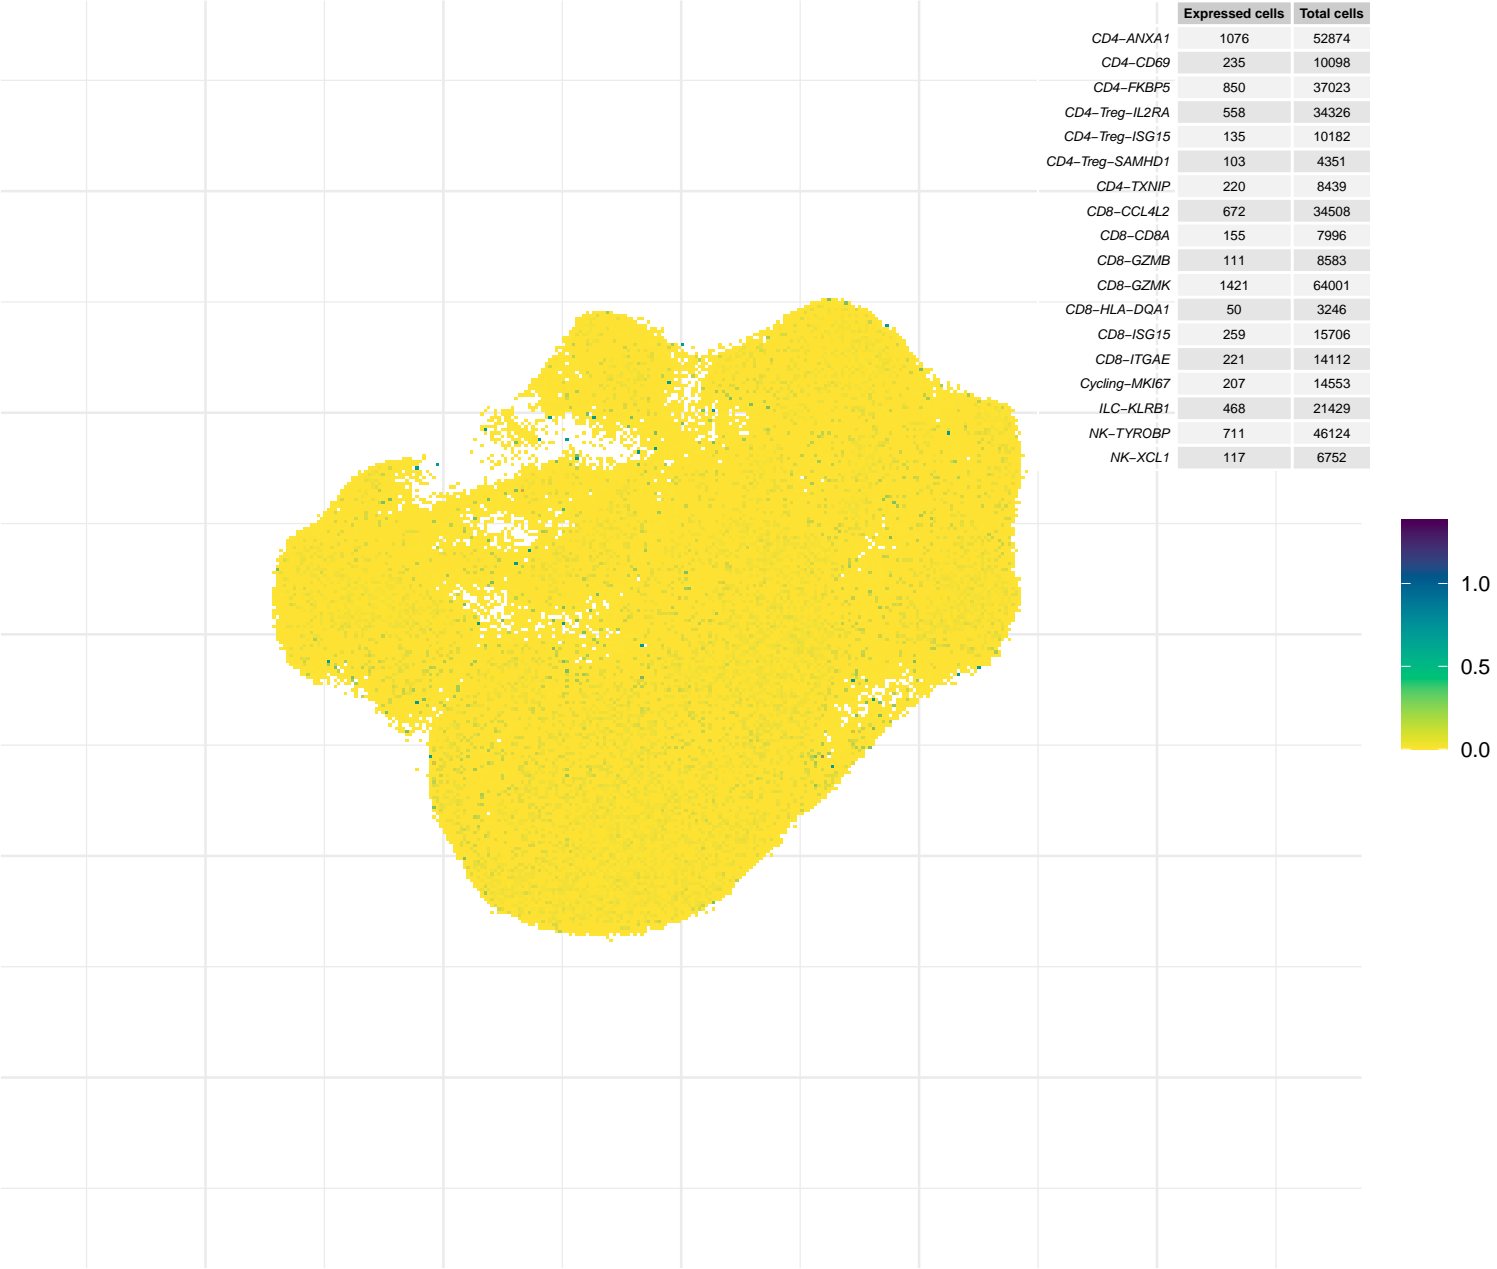 Expressed cells Total cells
CD4−ANXA1 1076 52874
CD4−CD69 235 10098
CD4−FKBP5 850 37023
CD4−Treg−IL2RA 558 34326
CD4−Treg−ISG15 135 10182
CD4−Treg−SAMHD1 103 4351
CD4−TXNIP 220 8439
CD8−CCL4L2 672 34508
CD8−CD8A 155 7996
CD8−GZMB 111 8583
CD8−GZMK 1421 64001
CD8−HLA−DQA1 50 3246
CD8−ISG15 259 15706
CD8−ITGAE 221 14112
Cycling−MKI67 207 14553
ILC−KLRB1 468 21429
NK−TYROBP 711 46124
NK−XCL1 117 6752
1.0
0.5
0.0